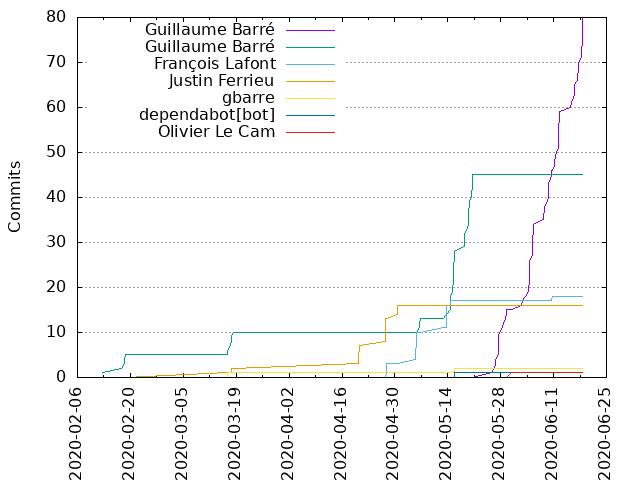 Guillaume Barré
Guillaume Barré
François Lafont
Justin Ferrieu
gbarre
dependabot[bot]
Olivier Le Cam
Commits
80
70
60
50
40
30
20
10
0
2020-02-06
2020-02-20
2020-03-05
2020-03-19
2020-04-02
2020-04-16
2020-04-30
2020-05-14
2020-05-28
2020-06-11
2020-06-25